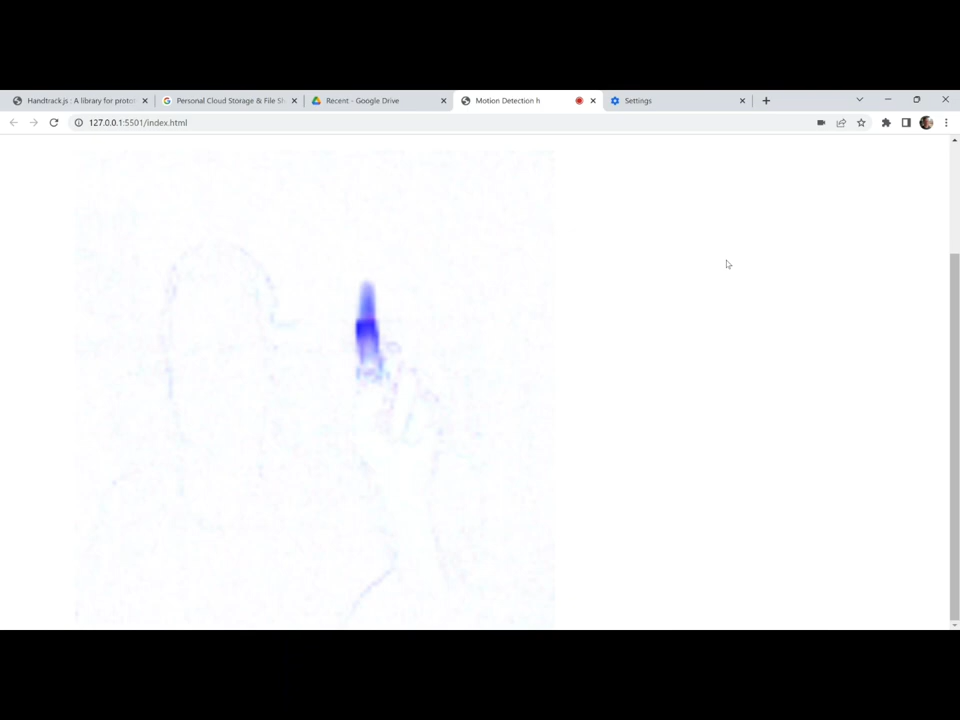 Handtrack.js : A library for protot
Personal Cloud Storage & File Sh
Recent - Google Drive
Motion Detection h
Settings
127.0.0.1:5501/index.html